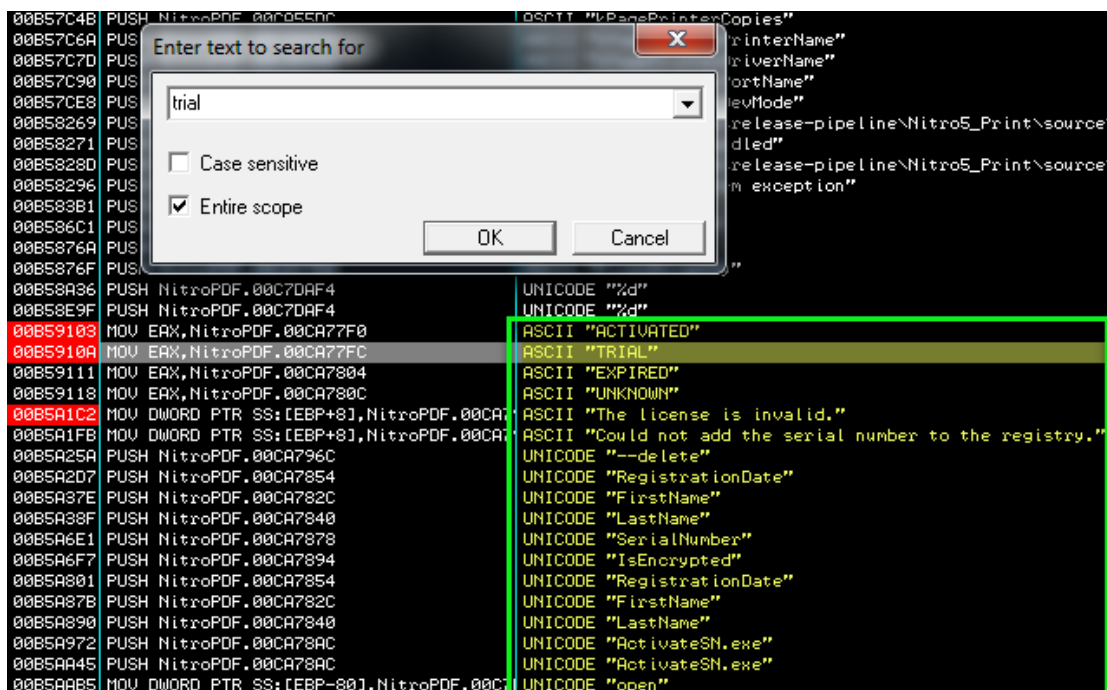 00B57C4B PUSH NitroPDF.00CA55DC ASCII "kPagePrinterCopies"
00B57C6A PUS rinterName"
00B57C7D PUS riverName"
00B57C90 PUS ortName"
00B57CE8 PUS evMode"
00B58269 PUS release-pipeline\Nitro5_Print\source
00B58271 PUS dled"
00B5828D PUS release-pipeline\Nitro5_Print\source
00B58296 PUS m exception"
00B583B1 PUS
00B586C1 PUS
00B5876A PUS
00B5876F PUS "
Enter text to search for
trial
Case sensitive
Entire scope
OK Cancel
00B58A36 PUSH NitroPDF.00C7DAF4 UNICODE "%d"
00B58E9F PUSH NitroPDF.00C7DAF4 UNICODE "%d"
00B59103 MOV EAX,NitroPDF.00CA77F0 ASCII "ACTIVATED"
00B5910A MOV EAX,NitroPDF.00CA77FC ASCII "TRIAL"
00B59111 MOV EAX,NitroPDF.00CA7804 ASCII "EXPIRED"
00B59118 MOV EAX,NitroPDF.00CA780C ASCII "UNKNOWN"
00B5A1C2 MOV DWORD PTR SS:[EBP+8],NitroPDF.00CA7 ASCII "The license is invalid."
00B5A1FB MOV DWORD PTR SS:[EBP+8],NitroPDF.00CA7 ASCII "Could not add the serial number to the registry."
00B5A25A PUSH NitroPDF.00CA796C UNICODE "--delete"
00B5A2D7 PUSH NitroPDF.00CA7854 UNICODE "RegistrationDate"
00B5A37E PUSH NitroPDF.00CA782C UNICODE "FirstName"
00B5A38F PUSH NitroPDF.00CA7840 UNICODE "LastName"
00B5A6E1 PUSH NitroPDF.00CA7878 UNICODE "SerialNumber"
00B5A6F7 PUSH NitroPDF.00CA7894 UNICODE "IsEncrypted"
00B5A801 PUSH NitroPDF.00CA7854 UNICODE "RegistrationDate"
00B5A87B PUSH NitroPDF.00CA782C UNICODE "FirstName"
00B5A890 PUSH NitroPDF.00CA7840 UNICODE "LastName"
00B5A972 PUSH NitroPDF.00CA78AC UNICODE "ActivateSN.exe"
00B5AA45 PUSH NitroPDF.00CA78AC UNICODE "ActivateSN.exe"
00B5AAB5 MOV DWORD PTR SS:[EBP-80],NitroPDF.00C7 UNICODE "open"